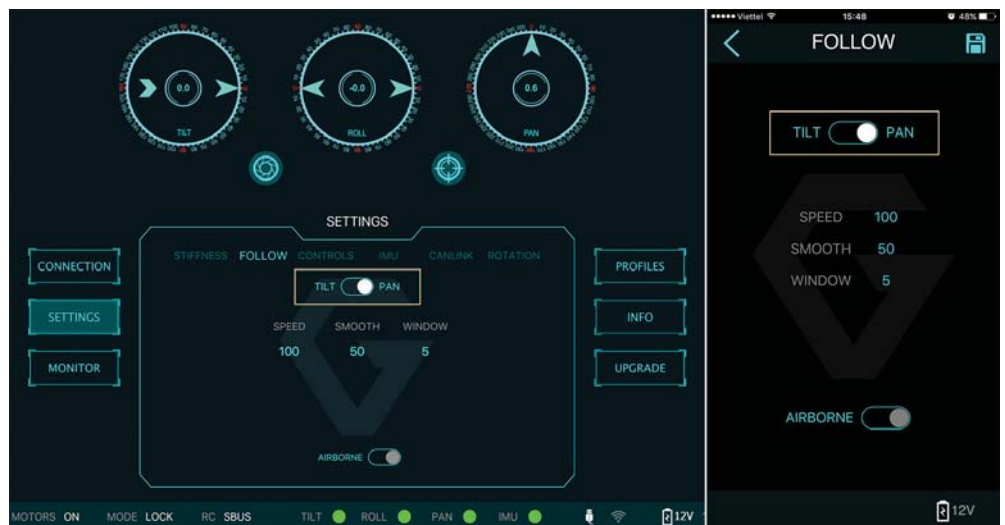 0.0
TILT
-0.0
ROLL
0.6
PAN
SETTINGS
STIFFNESS FOLLOW CONTROLS IMU CANLINK ROTATION
TILT PAN
SPEED SMOOTH WINDOW
100 50 5
AIRBORNE
CONNECTION
SETTINGS
MONITOR
PROFILES
INFO
UPGRADE
MOTORS ON MODE LOCK RC SBUS TILT ROLL PAN IMU 12V
Viettel 15:48 48%
FOLLOW
TILT PAN
SPEED 100
SMOOTH 50
WINDOW 5
AIRBORNE
12V